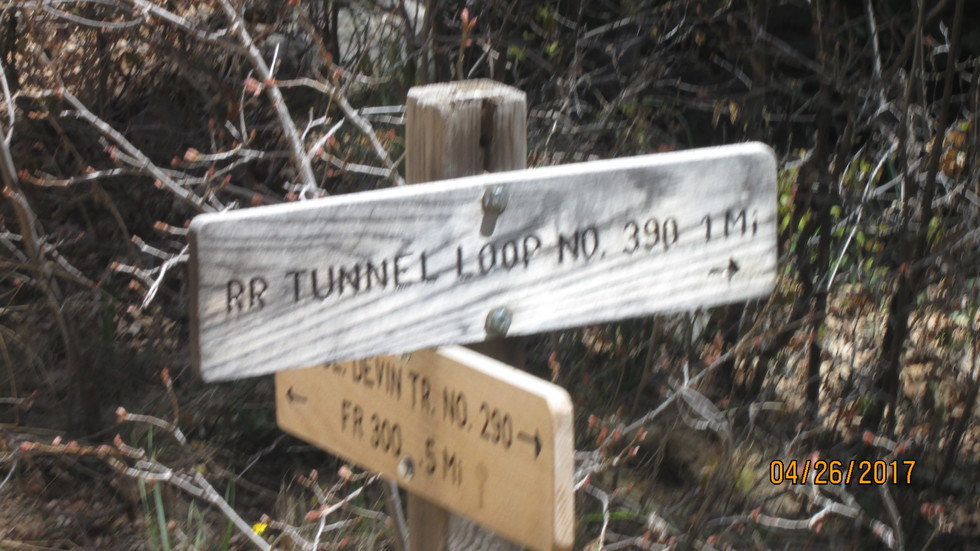 RR TUNNEL LOOP NO. 390 1 Mi
DEVIN TR. NO. 290
FR 300 .5 Mi
04/26/2017